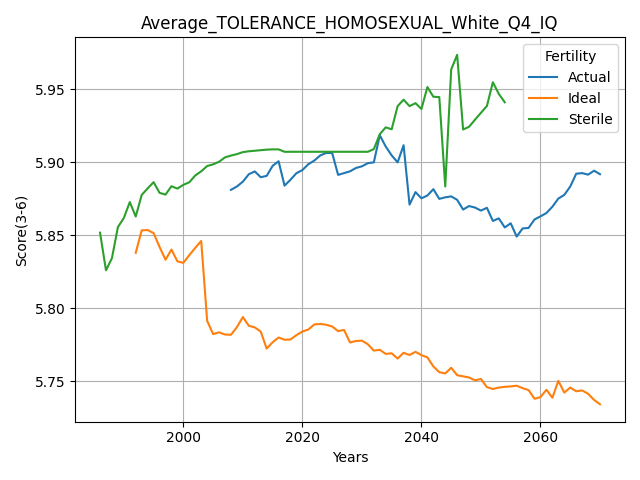 Average_TOLERANCE_HOMOSEXUAL_White_Q4_IQ
Fertility
Actual
Ideal
Sterile
Score(3-6)
5.95
5.90
5.85
5.80
5.75
2000
2020
2040
2060
Years